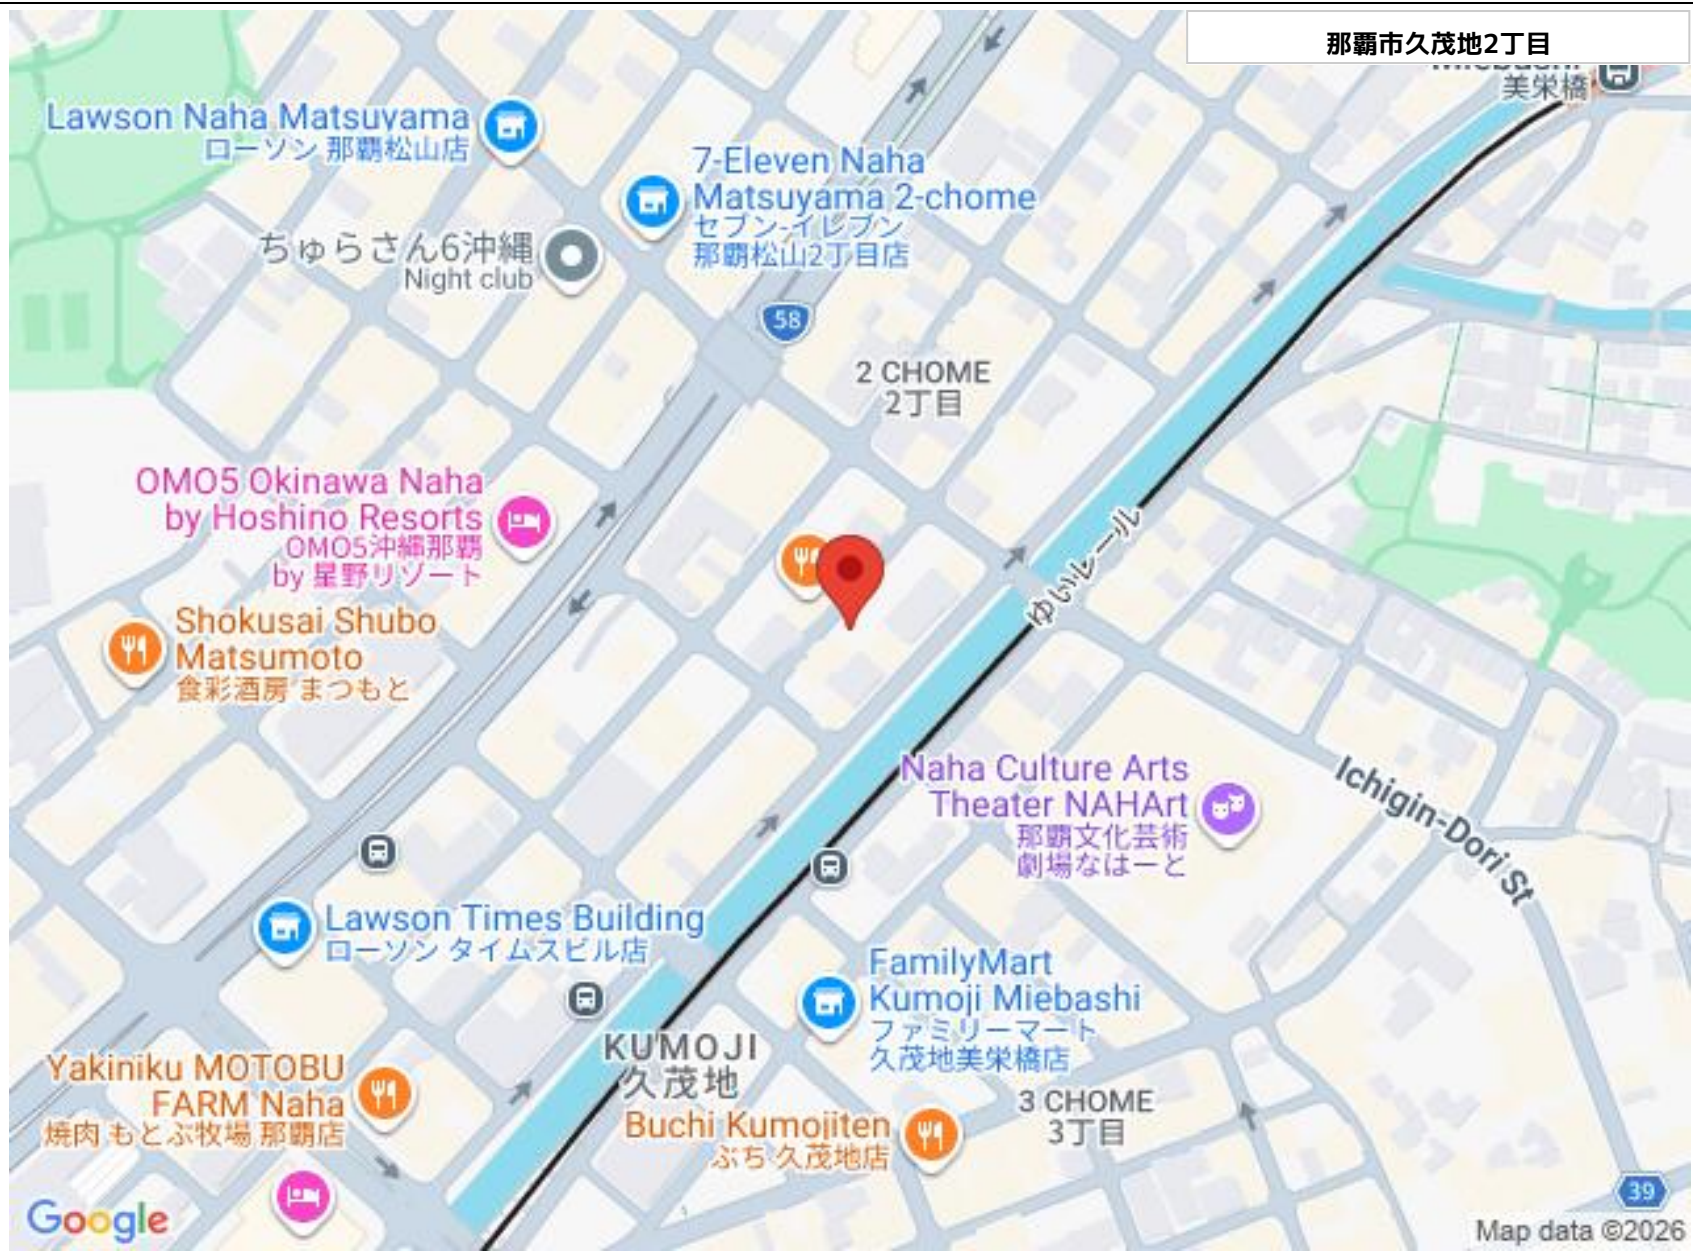 那覇市久茂地2丁目
美栄橋
Lawson Naha Matsuyama
ローソン 那覇松山店
7-Eleven Naha
Matsuyama 2-chome
セブン-イレブン
那覇松山2丁目店
ちゅらさん6沖縄
Night club
58
2 CHOME
2丁目
OMO5 Okinawa Naha
by Hoshino Resorts
OMO5沖縄那覇
by 星野リゾート
ゆいレール
Shokusai Shubo
Matsumoto
食彩酒房 まつもと
Naha Culture Arts
Theater NAHArt
那覇文化芸術
劇場なはーと
Ichigin-Dori St
Lawson Times Building
ローソン タイムスビル店
FamilyMart
Kumoji Miebashi
ファミリーマート
久茂地美栄橋店
KUMOJI
久茂地
Yakiniku MOTOBU
FARM Naha
焼肉 もとぶ牧場 那覇店
Buchi Kumojiten
ぶち 久茂地店
3 CHOME
3丁目
39
Google
Map data ©2026